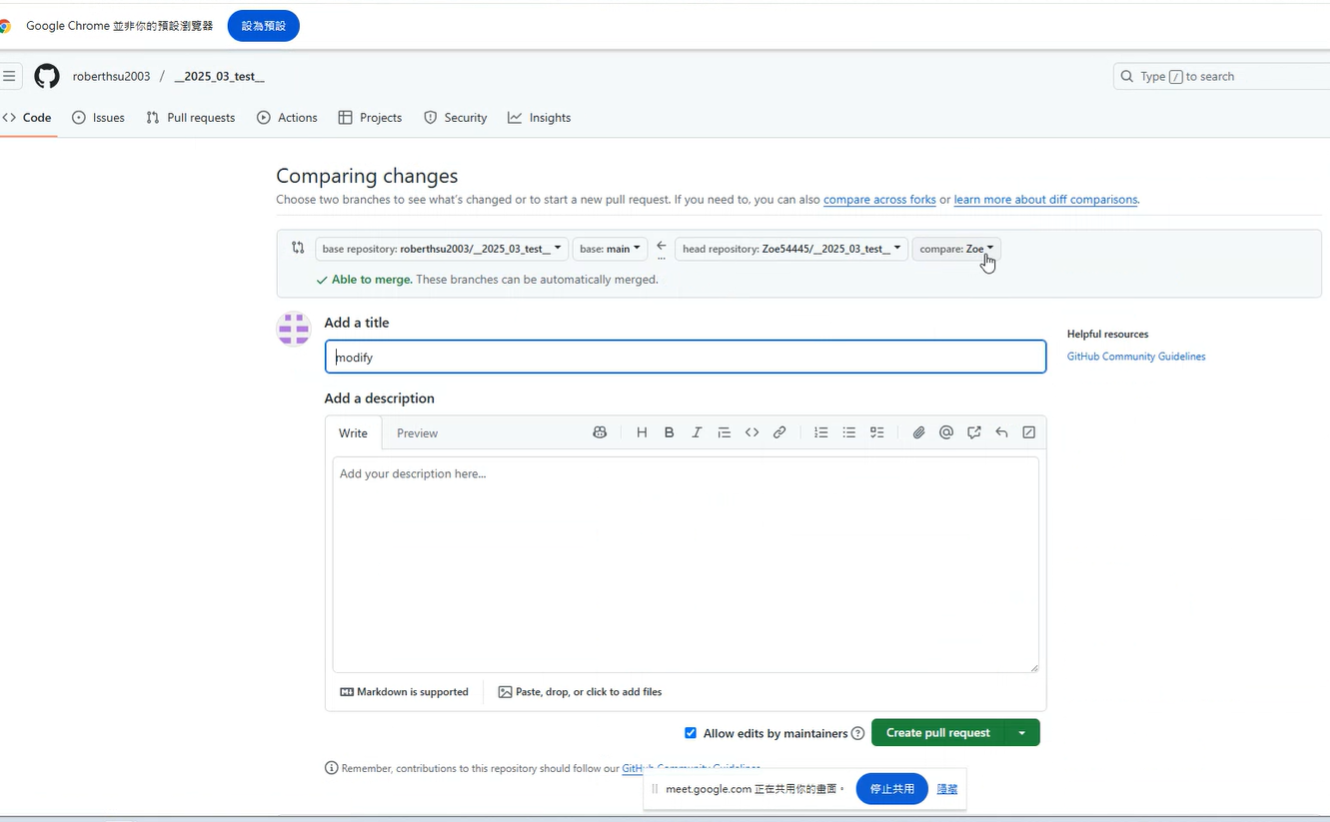 Google Chrome 並非你的預設瀏覽器 設為預設
roberthsu2003 / __2025_03_test__ Type / to search
Code Issues Pull requests Actions Projects Security Insights
Comparing changes
Choose two branches to see what's changed or to start a new pull request. If you need to, you can also compare across forks or learn more about diff comparisons.
base repository: roberthsu2003/__2025_03_test__ base: main head repository: Zoe54445/__2025_03_test__ compare: Zoe
Able to merge. These branches can be automatically merged.
Add a title
modify
Helpful resources
GitHub Community Guidelines
Add a description
Write Preview
Add your description here...
Markdown is supported Paste, drop, or click to add files
Allow edits by maintainers Create pull request
Remember, contributions to this repository should follow our GitHub Community Guidelines
meet.google.com 正在共用你的畫面。 停止共用 隱藏